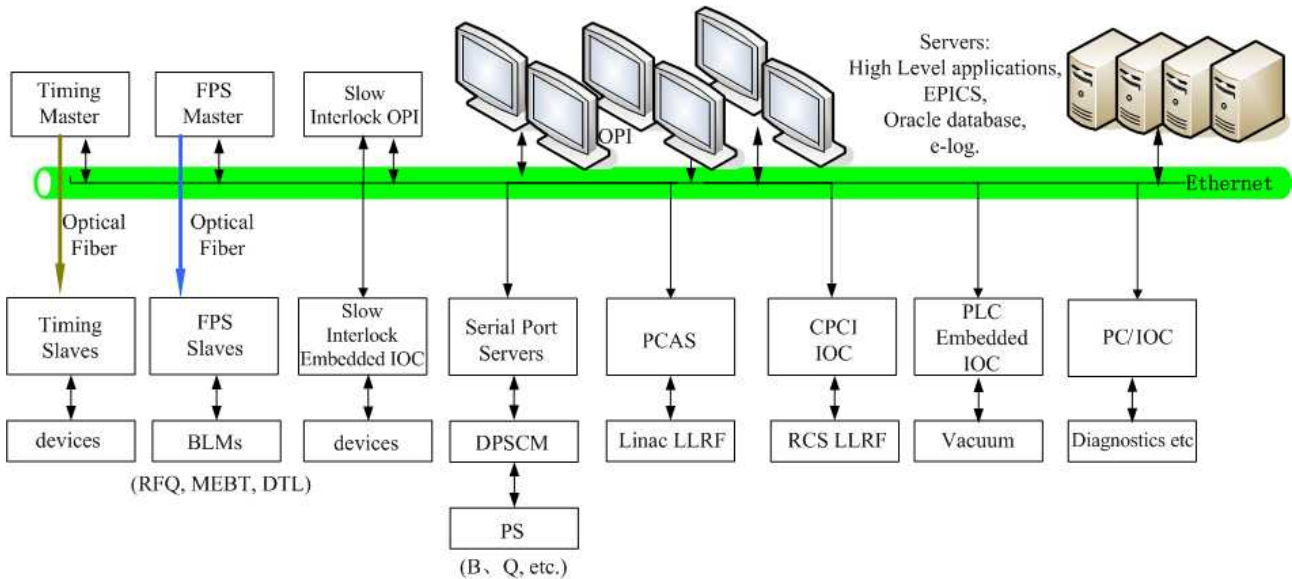 Timing
Master
FPS
Master
Slow
Interlock OPI
OPI
Servers:
High Level applications,
EPICS,
Oracle database,
e-log.
Ethernet
Optical
Fiber
Optical
Fiber
Timing
Slaves
FPS
Slaves
Slow
Interlock
Embedded IOC
Serial Port
Servers
PCAS
CPCI
IOC
PLC
Embedded
IOC
PC/IOC
devices
BLMs
devices
DPSCM
Linac LLRF
RCS LLRF
Vacuum
Diagnostics etc
(RFQ, MEBT, DTL)
PS
(B、Q, etc.)